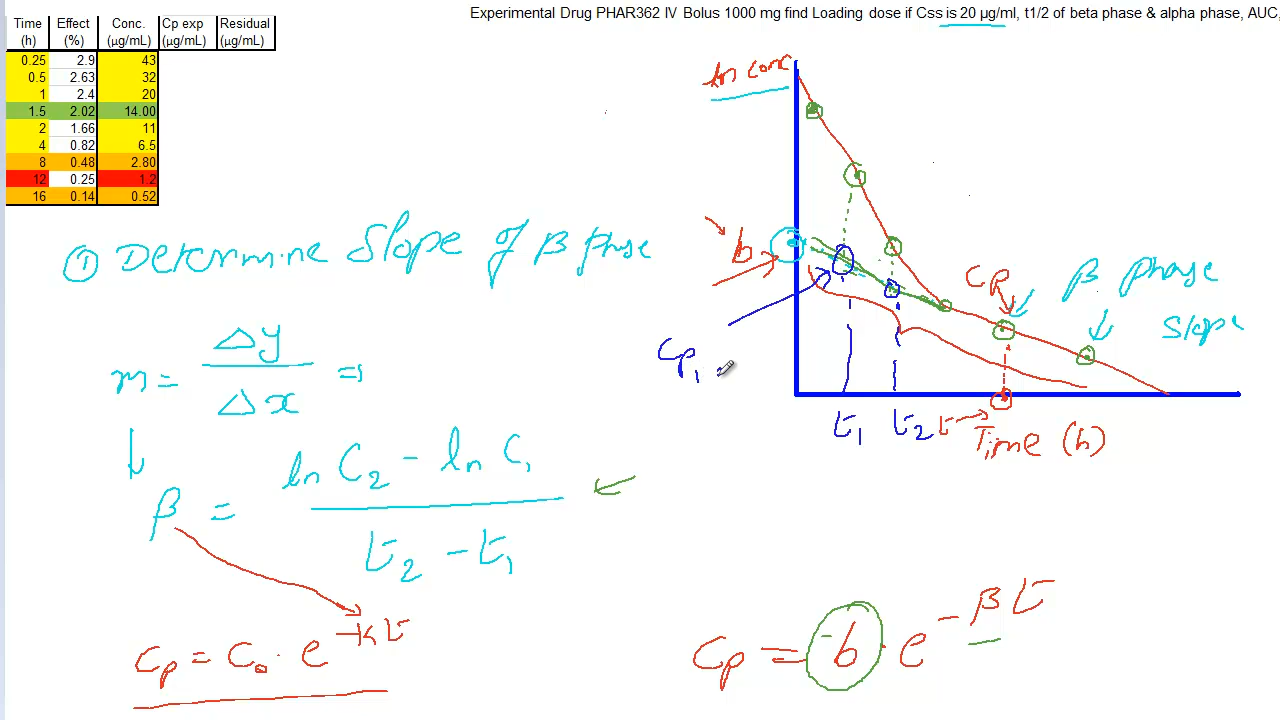 Experimental Drug PHAR362 IV Bolus 1000 mg find Loading dose if Css is 20 µg/ml, t1/2 of beta phase & alpha phase, AUC,
Time Effect Conc. Cp exp Residual
(h) (%) (µg/mL) (µg/mL) (µg/mL)
0.25 2.9 43
0.5 2.63 32
1 2.4 20
1.5 2.02 14.00
2 1.66 11
4 0.82 6.5
8 0.48 2.80
12 0.25 1.2
16 0.14 0.52
ln conc
① Determine Slope of β phase
b
CP
β phase
slope
m = Δy / Δx ⇒
Cp1 =
t1 t2 t → Time (h)
β = ln C2 - ln C1 / t2 - t1
Cp = C0 · e^-Kt
Cp = b · e^-βt